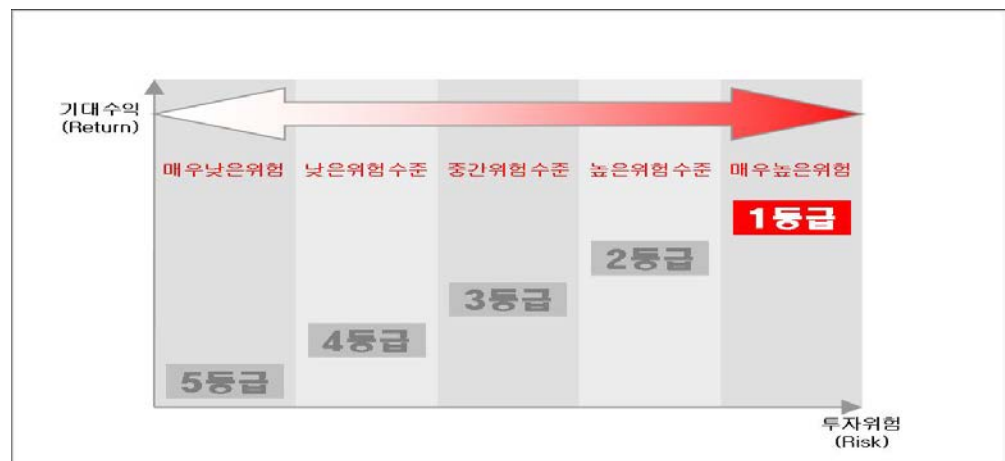 기대수익
(Return)
매우낮은위험 낮은위험수준 중간위험수준 높은위험수준 매우높은위험
1등급
2등급
3등급
4등급
5등급
투자위험
(Risk)